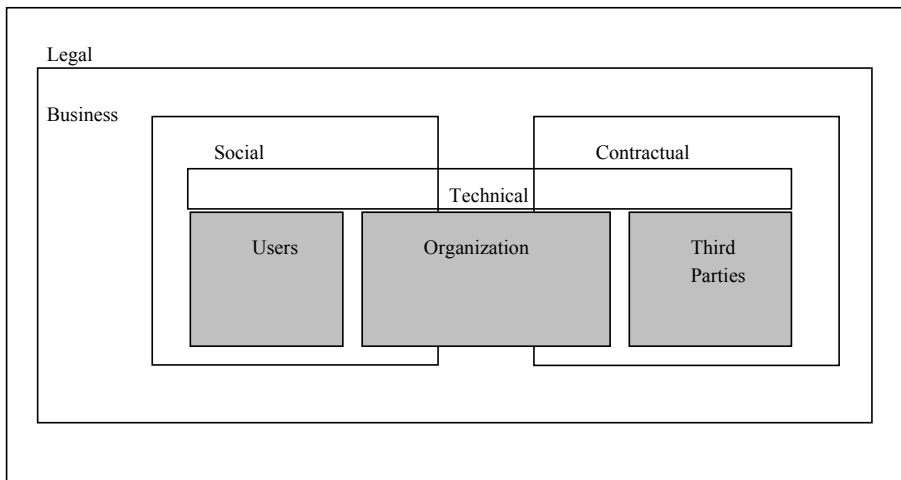 Legal
Business
Social
Contractual
Technical
Users
Organization
Third
Parties